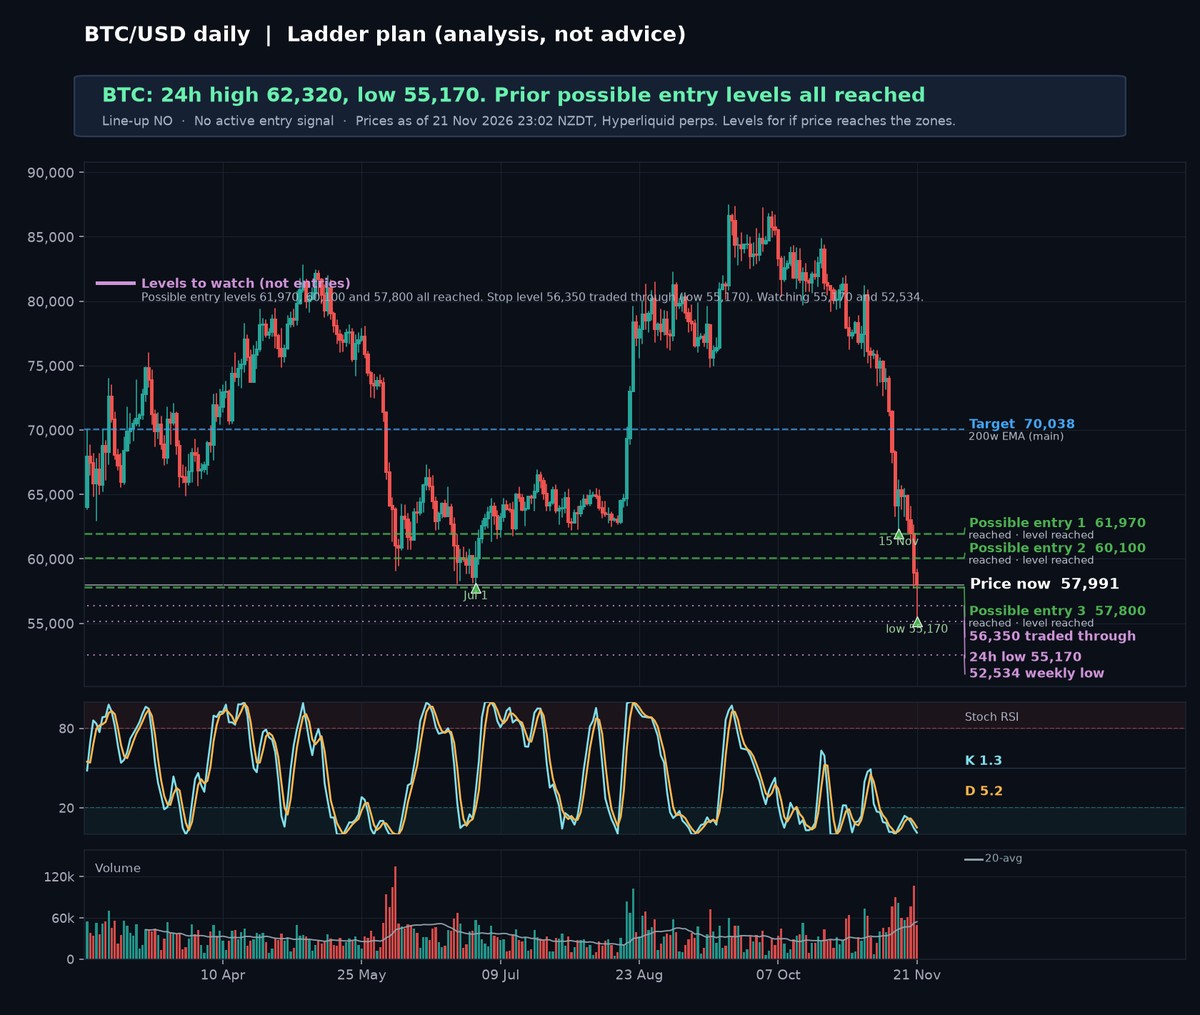 BTC/USD daily | Ladder plan (analysis, not advice)
BTC: 24h high 62,320, low 55,170. Prior possible entry levels all reached
Line-up NO · No active entry signal · Prices as of 21 Nov 2026 23:02 NZDT, Hyperliquid perps. Levels for if price reaches the zones.
90,000
85,000
80,000
75,000
70,000
65,000
60,000
55,000
Levels to watch (not entries)
Possible entry levels 61,970, 60,100 and 57,800 all reached. Stop level 56,350 traded through (low 55,170). Watching 55,170 and 52,534.
Target 70,038
200w EMA (main)
Possible entry 1 61,970
reached · level reached
15 Nov
Possible entry 2 60,100
reached · level reached
Price now 57,991
Jul 1
Possible entry 3 57,800
reached · level reached
low 55,170
56,350 traded through
24h low 55,170
52,534 weekly low
Stoch RSI
80
K 1.3
D 5.2
20
Volume
20-avg
120k
60k
0
10 Apr
25 May
09 Jul
23 Aug
07 Oct
21 Nov